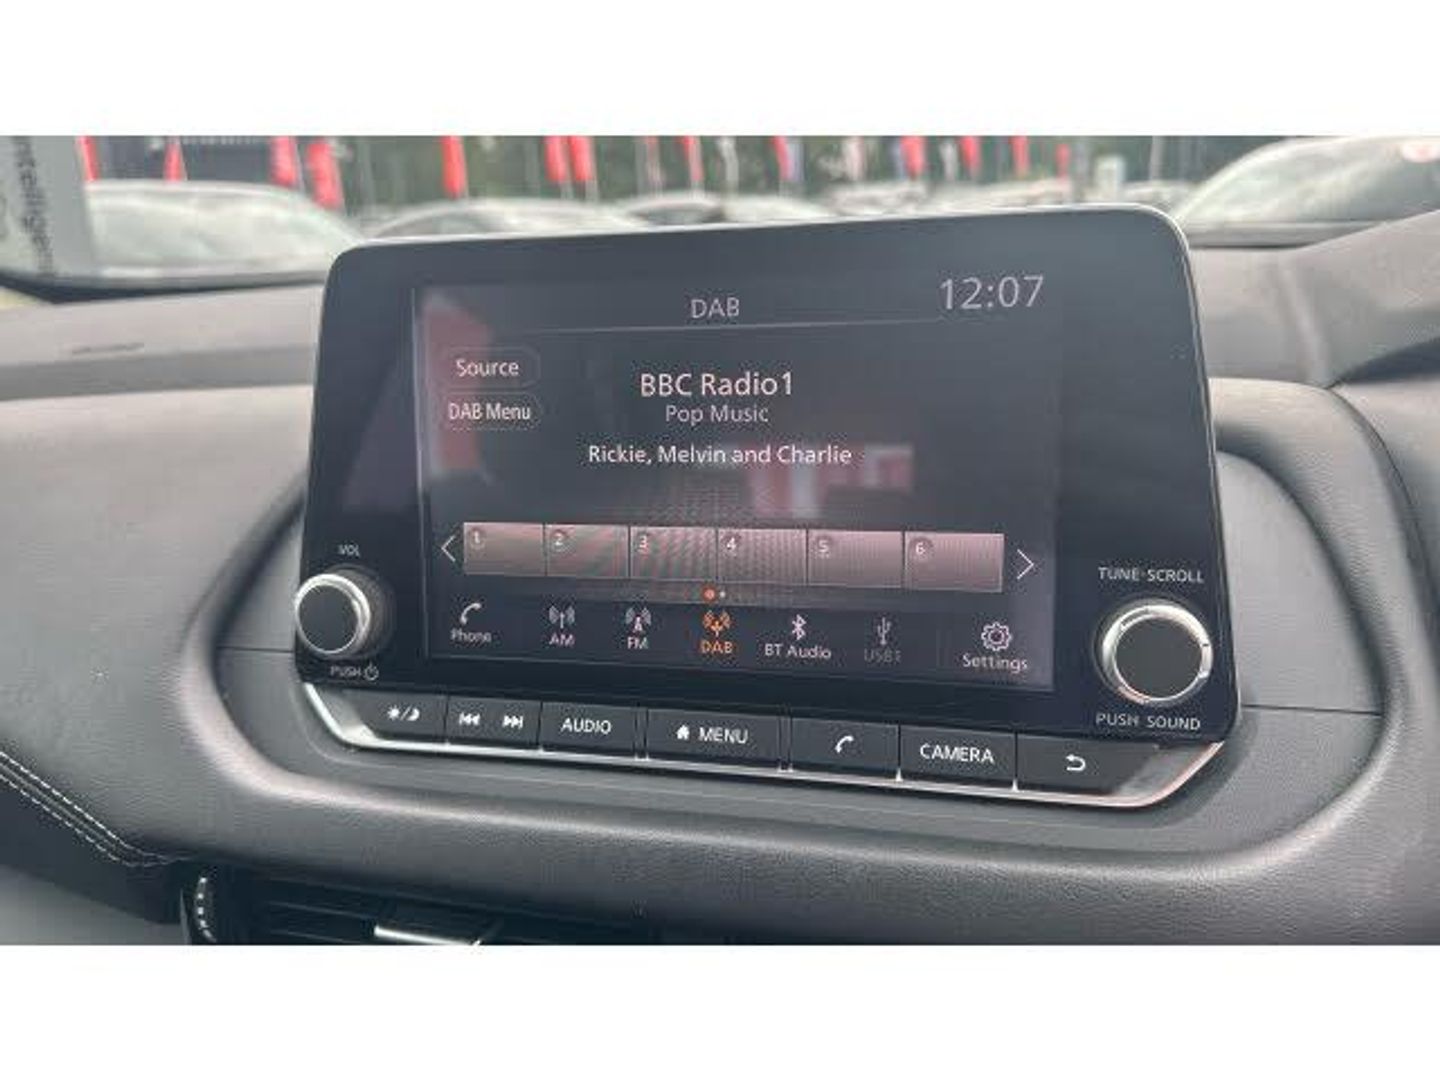 DAB
12:07
Source
BBC Radio1
DAB Menu
Pop Music
Rickie, Melvin and Charlie
1 2 3 4 5 6
VOL
TUNE·SCROLL
Phone AM FM DAB BT Audio USB1 Settings
PUSH
PUSH SOUND
AUDIO MENU CAMERA